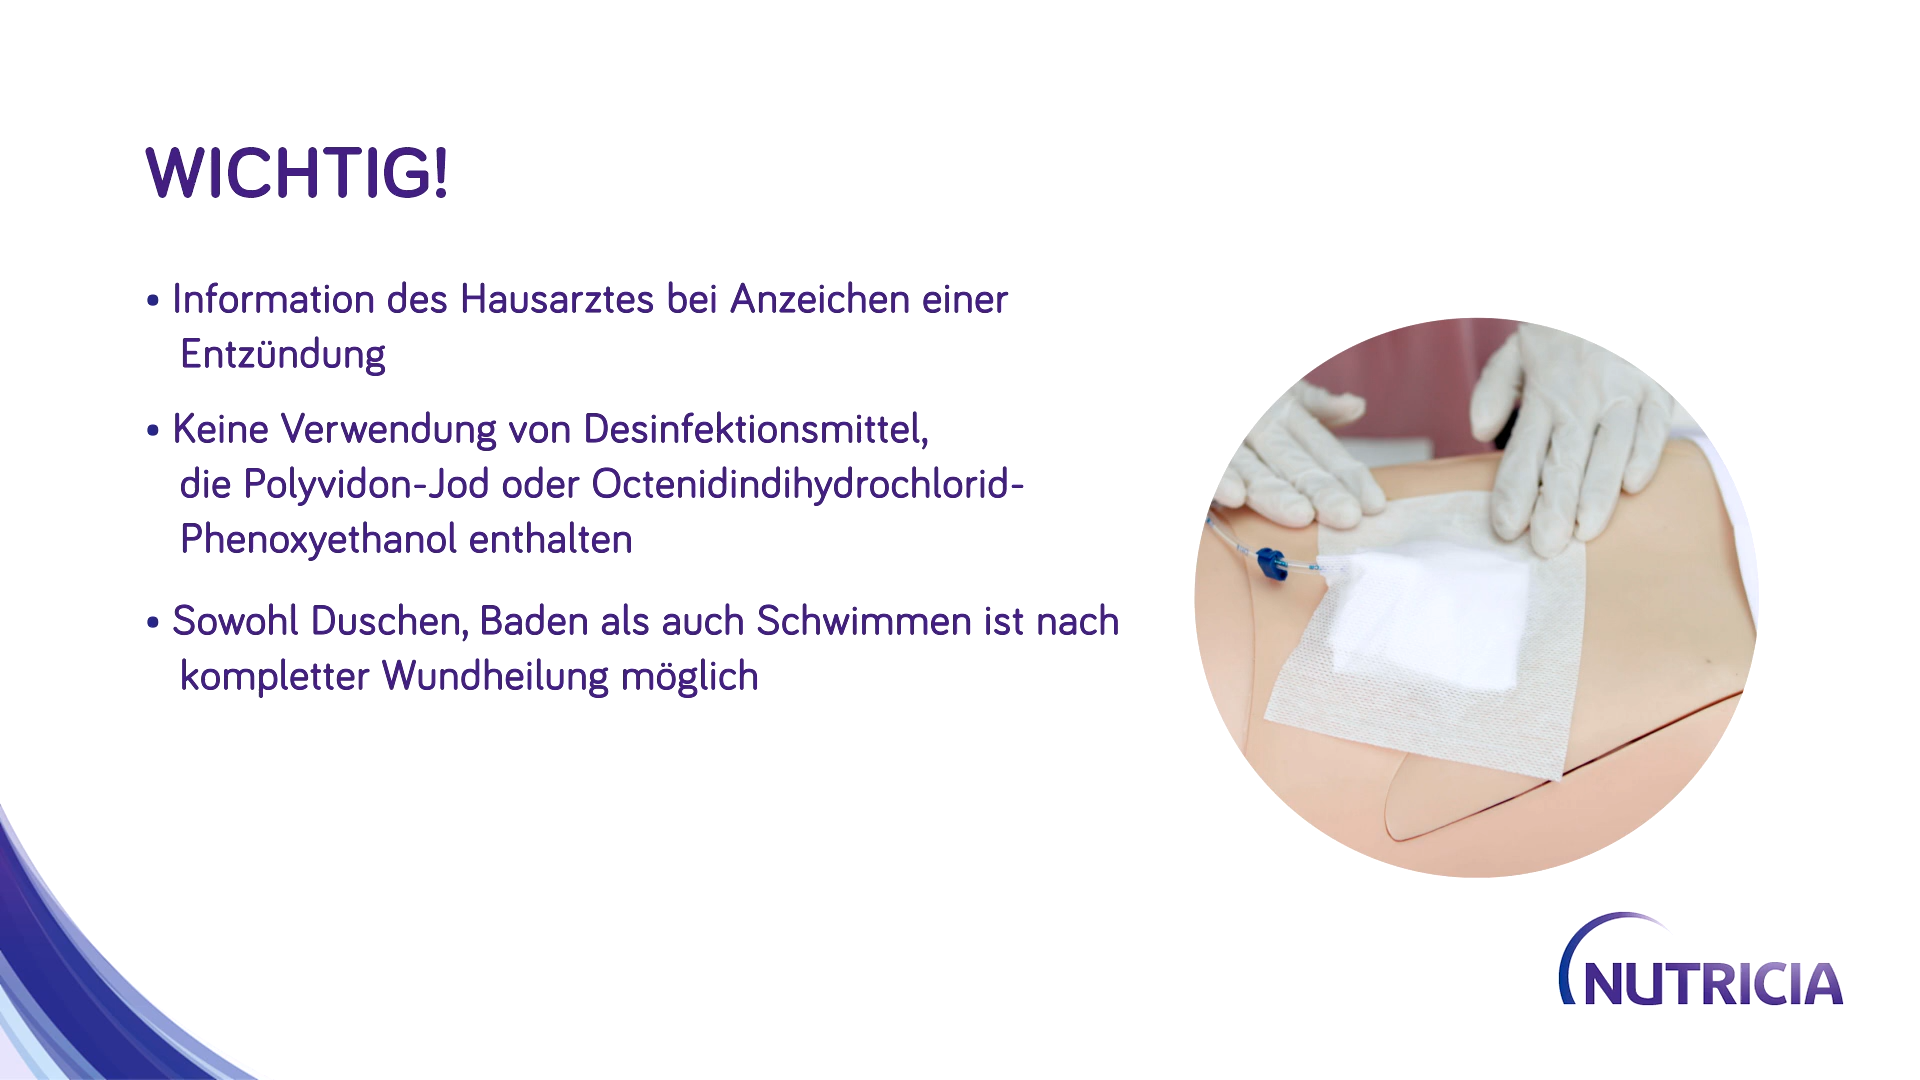 WICHTIG!
• Information des Hausarztes bei Anzeichen einer
Entzündung
• Keine Verwendung von Desinfektionsmittel,
die Polyvidon-Jod oder Octenidindihydrochlorid-
Phenoxyethanol enthalten
• Sowohl Duschen, Baden als auch Schwimmen ist nach
kompletter Wundheilung möglich
NUTRICIA